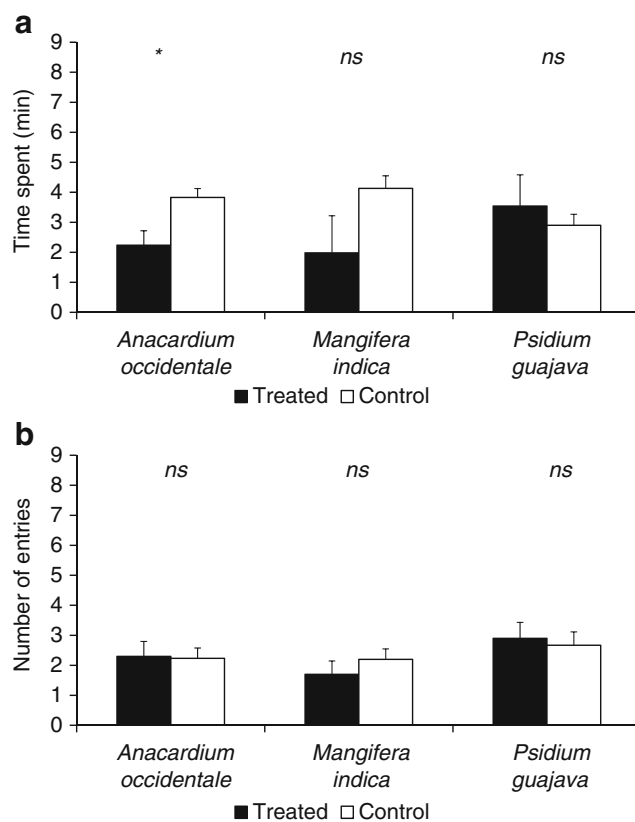 a
Time spent (min)
9
8
7
6
5
4
3
2
1
0
* ns ns
Anacardium occidentale
Mangifera indica
Psidium guajava
Treated Control
b
Number of entries
9
8
7
6
5
4
3
2
1
0
ns ns ns
Anacardium occidentale
Mangifera indica
Psidium guajava
Treated Control